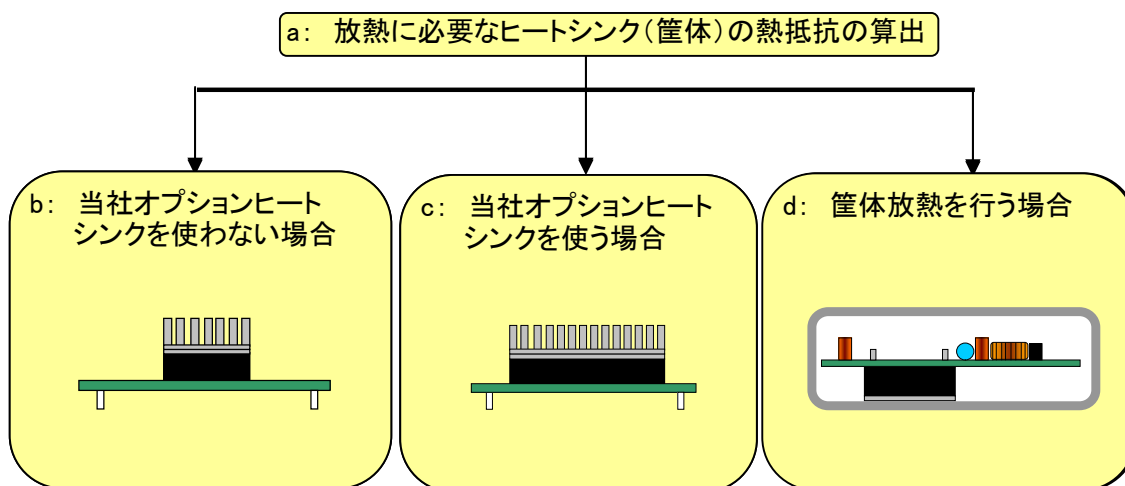 a: 放熱に必要なヒートシンク(筐体)の熱抵抗の算出
b: 当社オプションヒート
シンクを使わない場合
c: 当社オプションヒート
シンクを使う場合
d: 筐体放熱を行う場合